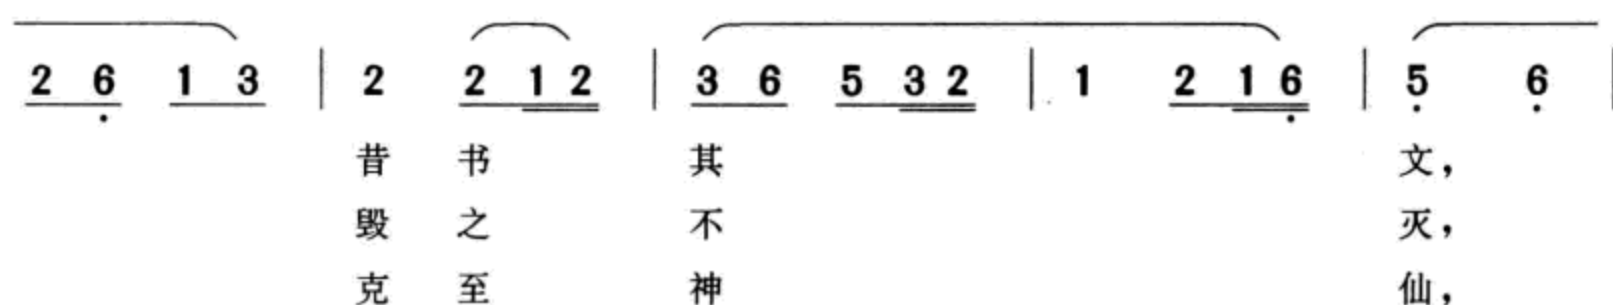 2 6 1 3 | 2 2 1 2 | 3 6 5 3 2 | 1 2 1 6 | 5 6 |
昔 书 其 文，
毁 之 不 灭，
克 至 神 仙，